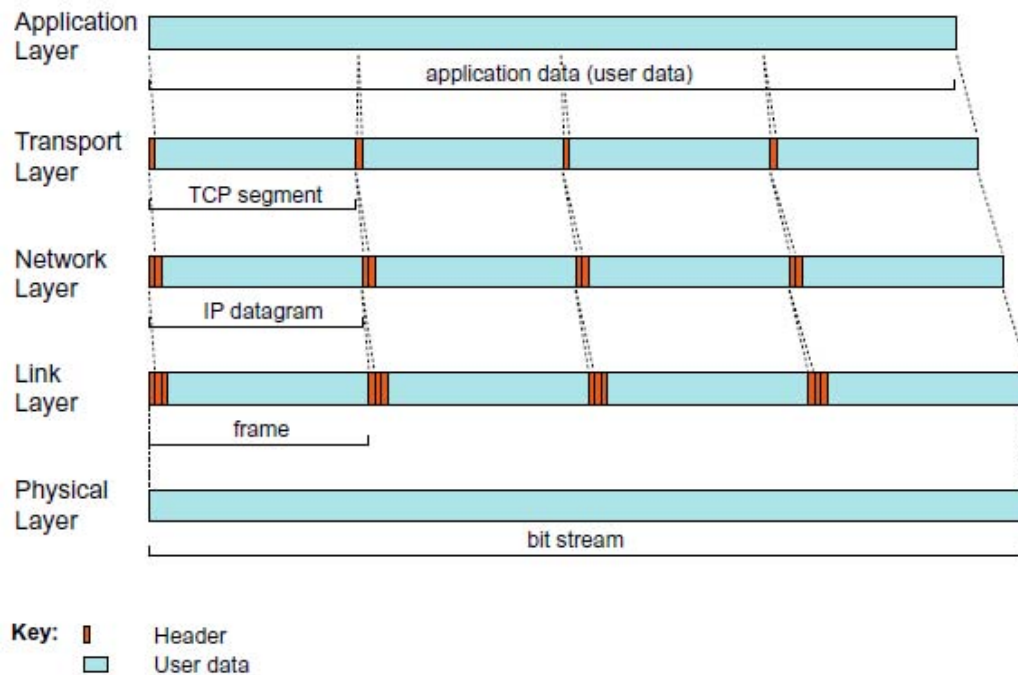 Application
Layer
application data (user data)
Transport
Layer
TCP segment
Network
Layer
IP datagram
Link
Layer
frame
Physical
Layer
bit stream
Key:
Header
User data